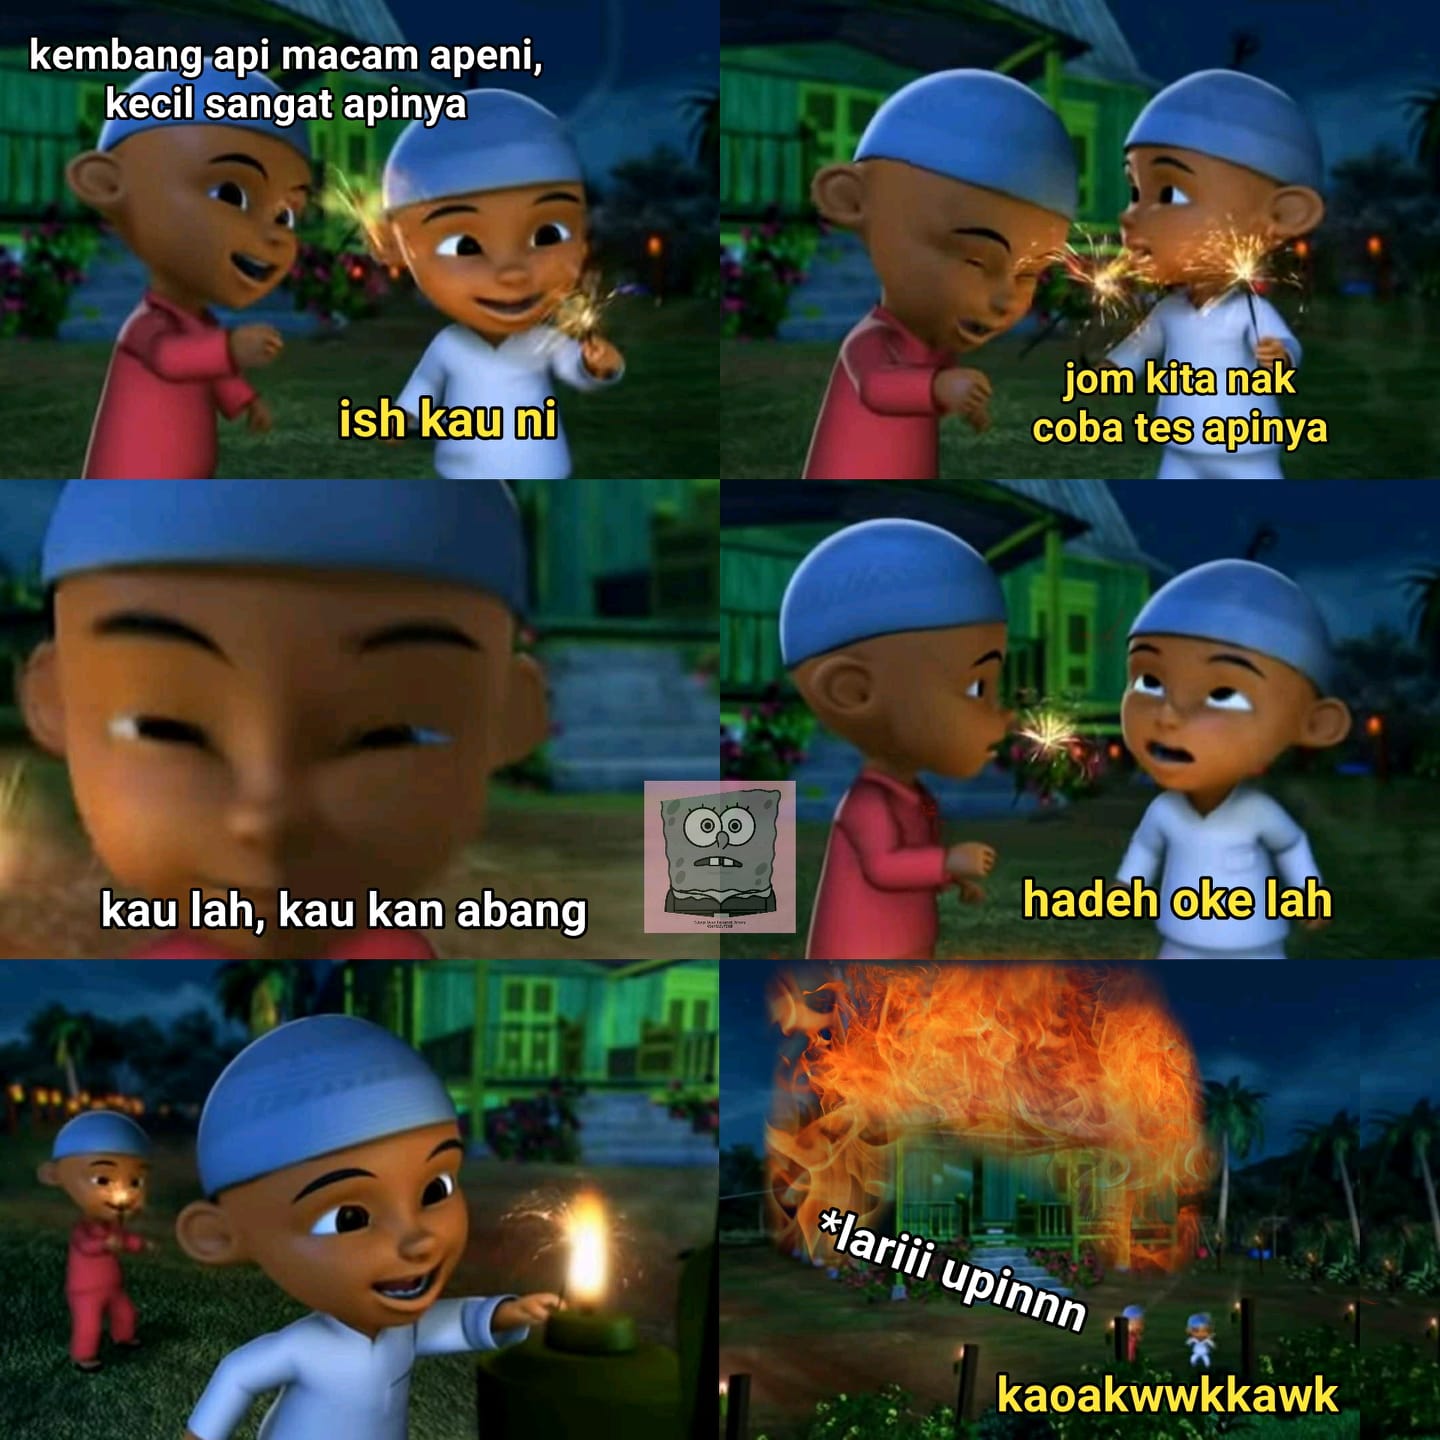 kembang api macam apeni,
kecil sangat apinya
ish kau ni
jom kita nak
coba tes apinya
kau lah, kau kan abang
hadeh oke lah
*lariii upinnn
kaoakwwkkawk